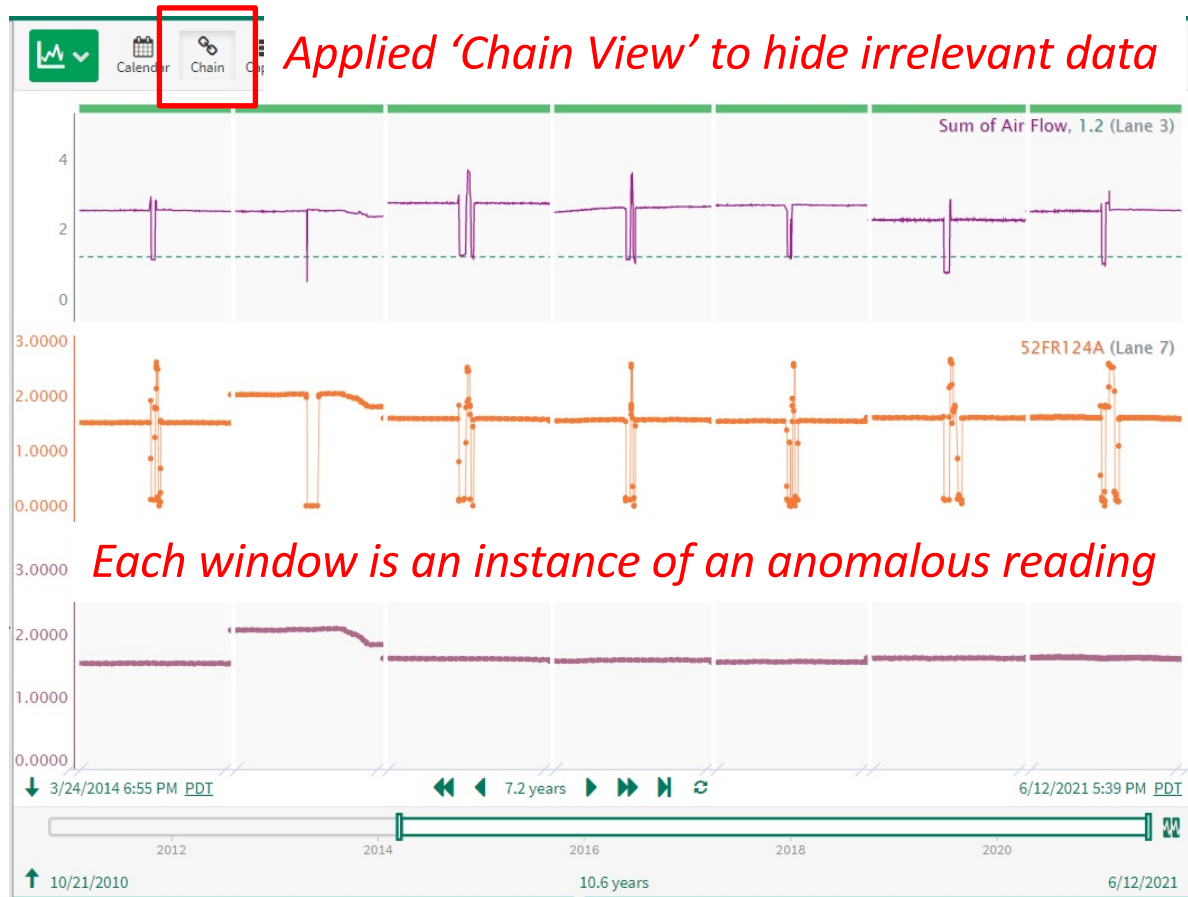 Applied ‘Chain View’ to hide irrelevant data
Calendar
Chain
Sum of Air Flow, 1.2 (Lane 3)
4
2
0
3.0000
52FR124A (Lane 7)
2.0000
1.0000
0.0000
Each window is an instance of an anomalous reading
3.0000
2.0000
1.0000
0.0000
3/24/2014 6:55 PM PDT
7.2 years
6/12/2021 5:39 PM PDT
2012
2014
2016
2018
2020
10/21/2010
10.6 years
6/12/2021